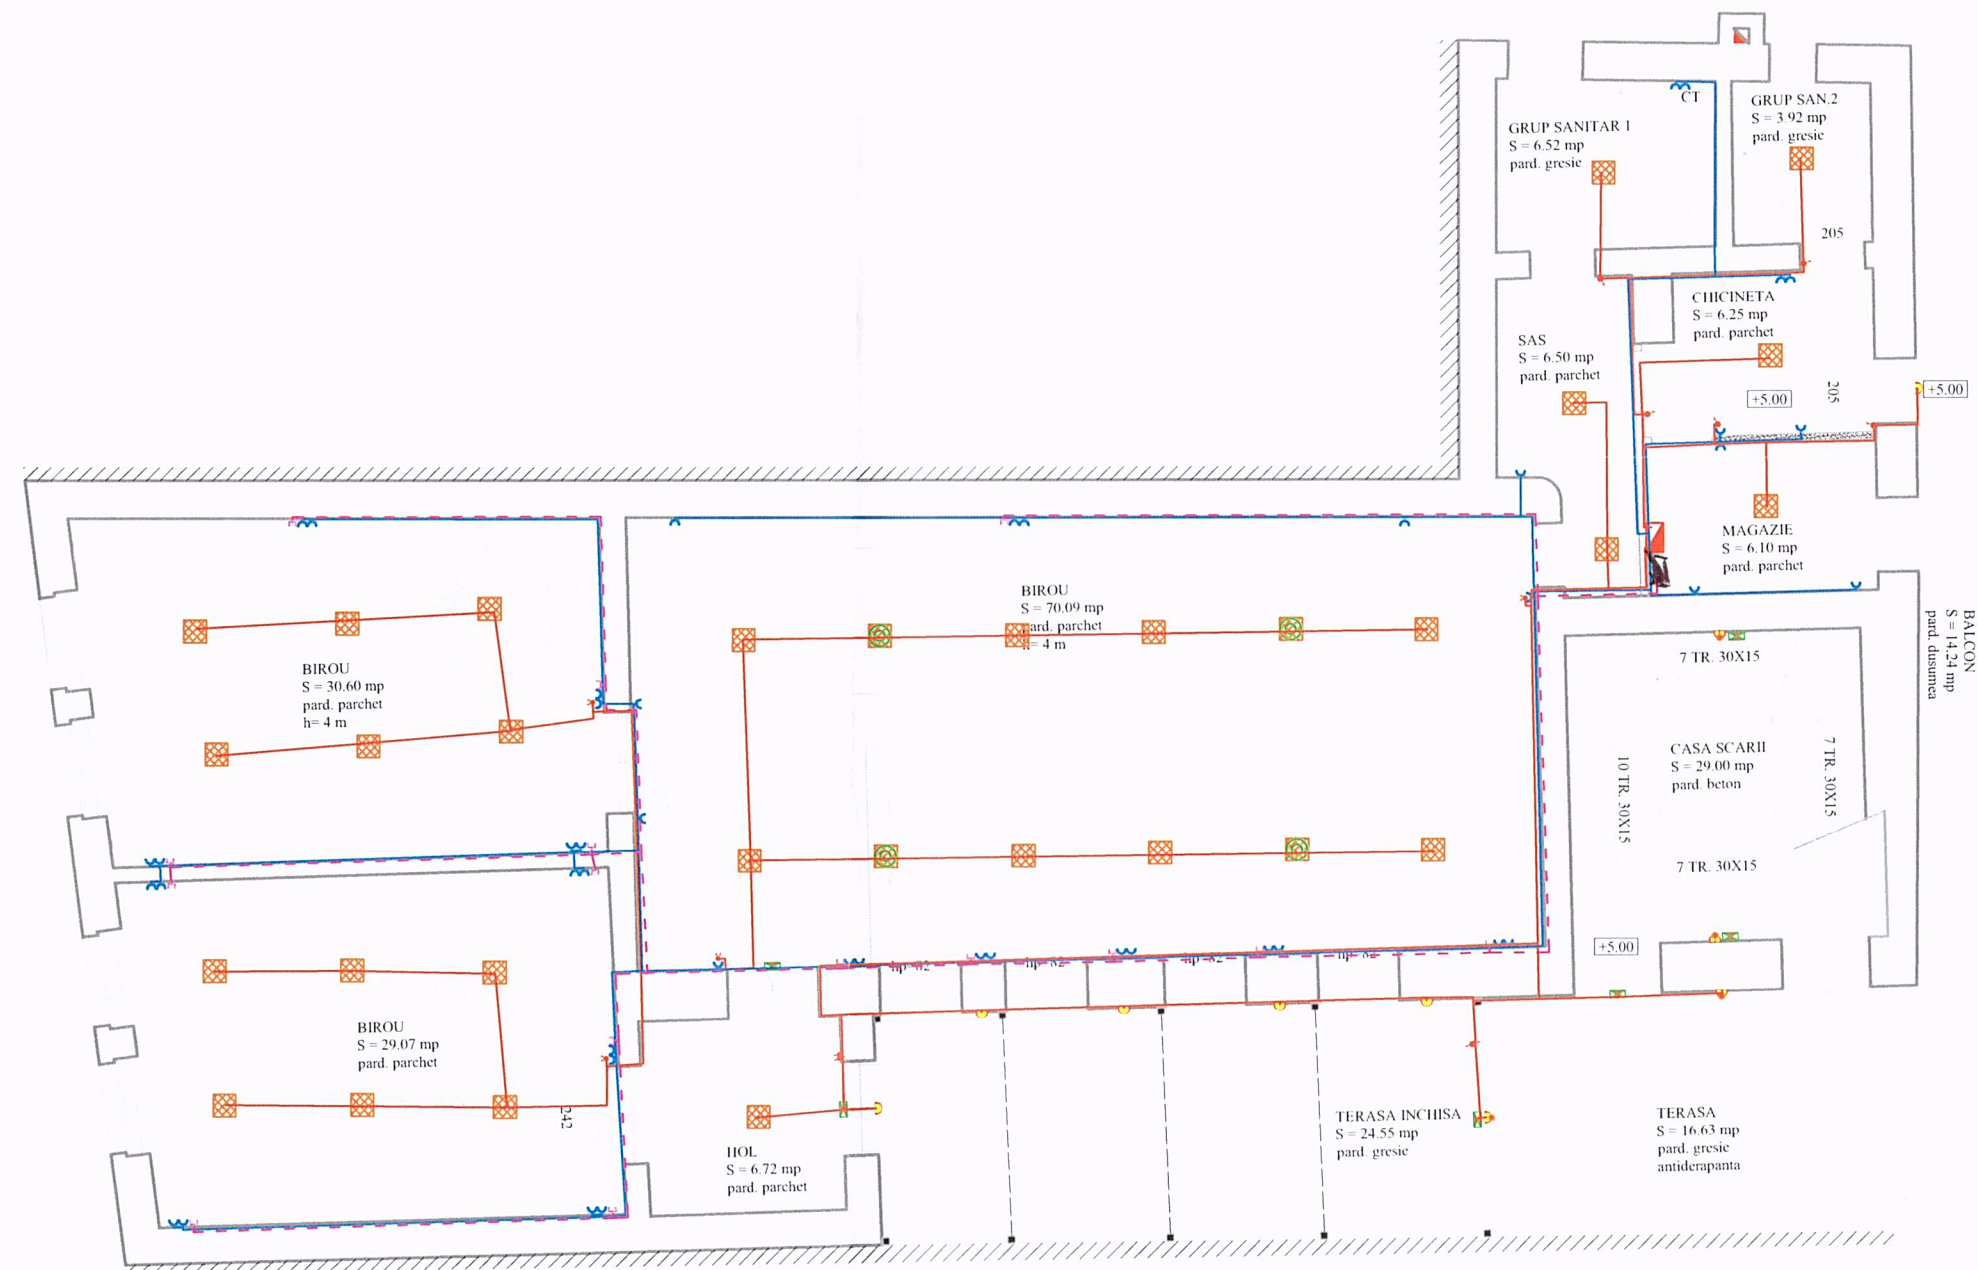 CT
GRUP SAN.2
S = 3.92 mp
pard. gresie
GRUP SANITAR 1
S = 6.52 mp
pard. gresie
205
CHICINETA
S = 6.25 mp
pard. parchet
SAS
S = 6.50 mp
pard. parchet
205
+5.00
+5.00
MAGAZIE
S = 6.10 mp
pard. parchet
BIROU
S = 70.09 mp
pard. parchet
h= 4 m
BALCON
S = 14.24 mp
pard. dusumea
BIROU
S = 30.60 mp
pard. parchet
h= 4 m
7 TR. 30X15
CASA SCARII
S = 29.00 mp
pard. beton
10 TR. 30X15
7 TR. 30X15
7 TR. 30X15
+5.00
BIROU
S = 29.07 mp
pard. parchet
242
HOL
S = 6.72 mp
pard. parchet
TERASA INCHISA
S = 24.55 mp
pard. gresie
TERASA
S = 16.63 mp
pard. gresie
antiderapanta